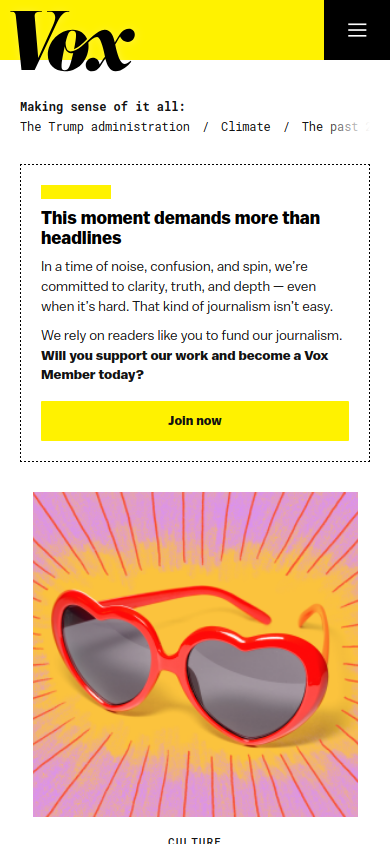 Vox
Making sense of it all:
The Trump administration / Climate / The past
This moment demands more than
headlines
In a time of noise, confusion, and spin, we’re
committed to clarity, truth, and depth — even
when it’s hard. That kind of journalism isn’t easy.
We rely on readers like you to fund our journalism.
Will you support our work and become a Vox
Member today?
Join now
CULTURE